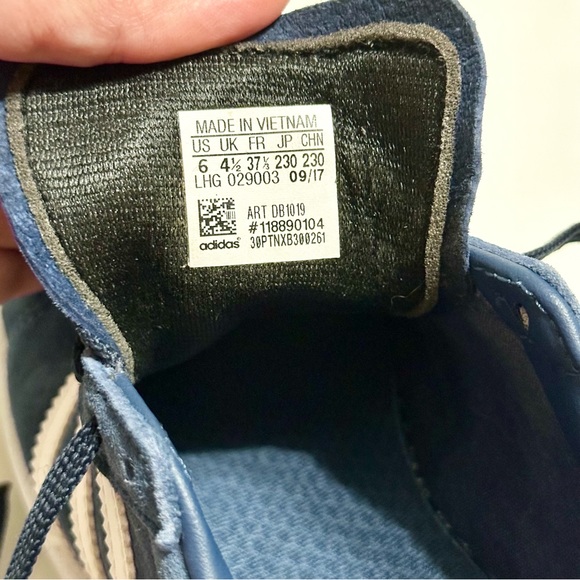 MADE IN VIETNAM
US UK FR JP CHN
6 4½ 37⅓ 230 230
LHG 029003 09/17
ART DB1019
#118890104
adidas 30PTNXB300261